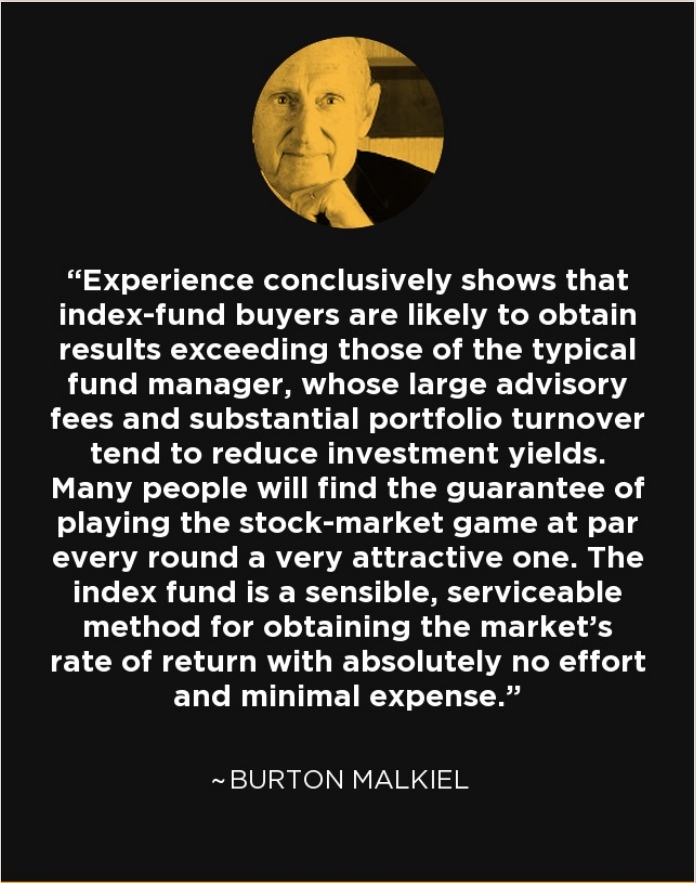 “Experience conclusively shows that
index-fund buyers are likely to obtain
results exceeding those of the typical
fund manager, whose large advisory
fees and substantial portfolio turnover
tend to reduce investment yields.
Many people will find the guarantee of
playing the stock-market game at par
every round a very attractive one. The
index fund is a sensible, serviceable
method for obtaining the market’s
rate of return with absolutely no effort
and minimal expense.”
~BURTON MALKIEL